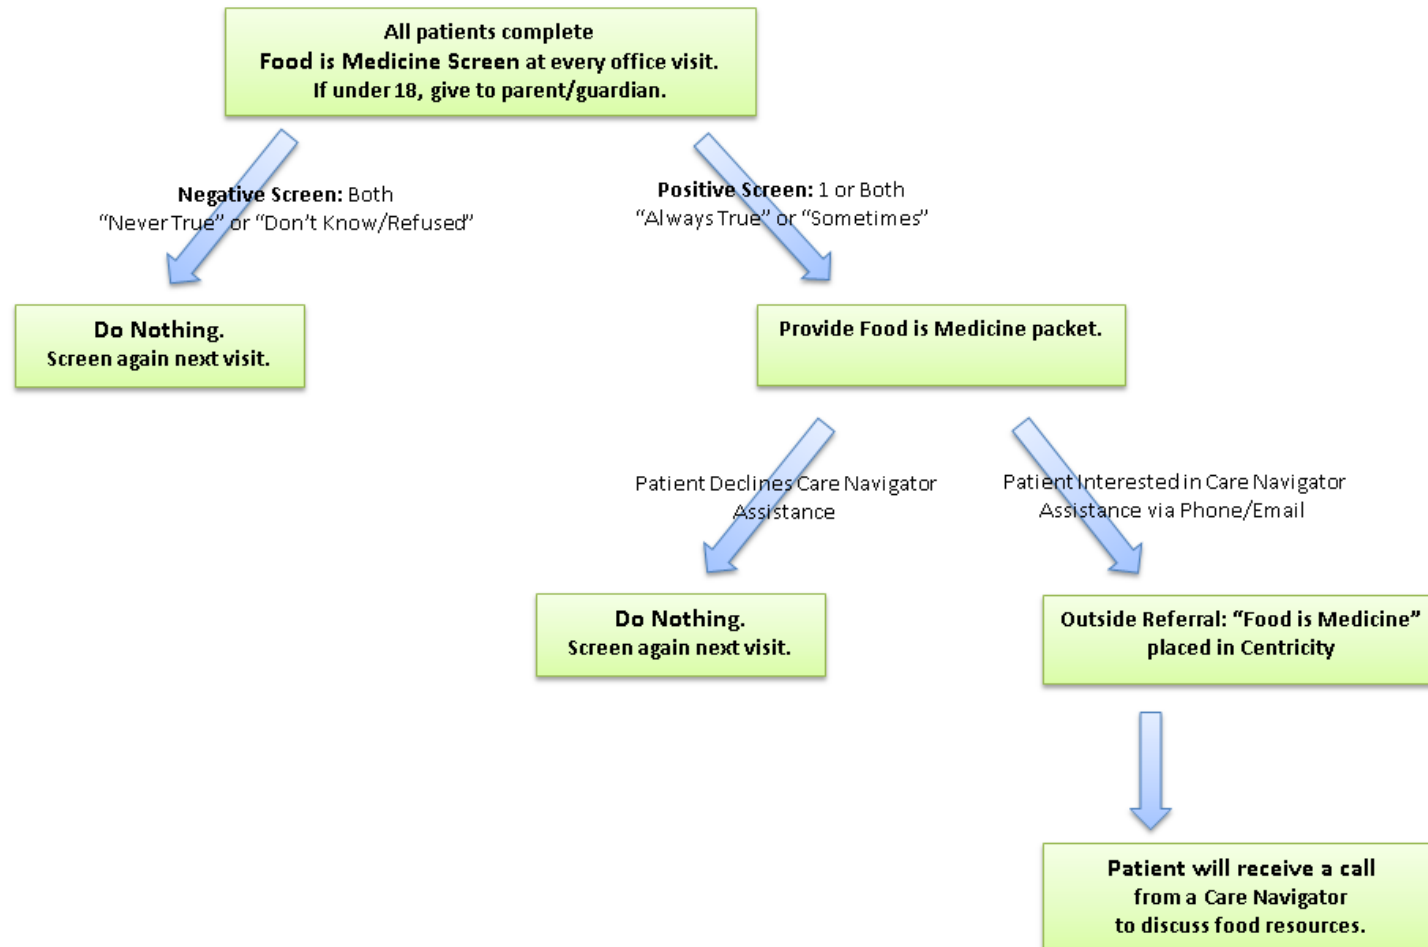 All patients complete
Food is Medicine Screen at every office visit.
If under 18, give to parent/guardian.
Negative Screen: Both
“Never True” or “Don’t Know/Refused”
Positive Screen: 1 or Both
“Always True” or “Sometimes”
Do Nothing.
Screen again next visit.
Provide Food is Medicine packet.
Patient Declines Care Navigator
Assistance
Patient Interested in Care Navigator
Assistance via Phone/Email
Do Nothing.
Screen again next visit.
Outside Referral: “Food is Medicine”
placed in Centricity
Patient will receive a call
from a Care Navigator
to discuss food resources.